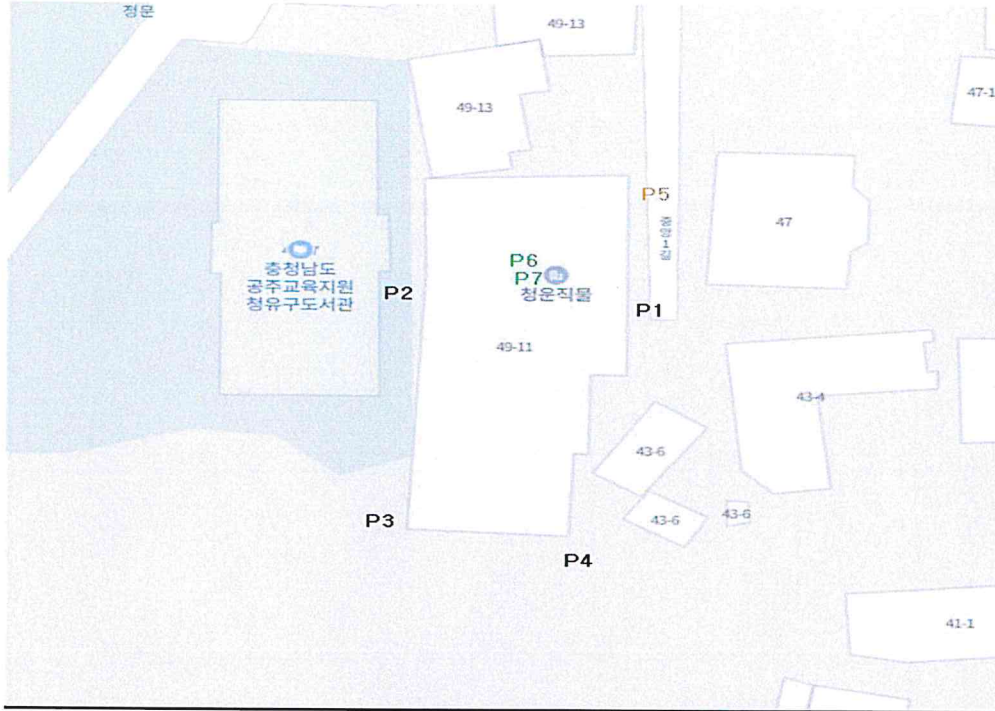 정문
49-13
49-13
47-1
P5
47
중앙1길
P6
충청남도
공주교육지원
청유구도서관
P2
P7
청운직물
P1
49-11
43-4
43-6
P3
43-6
43-6
P4
41-1